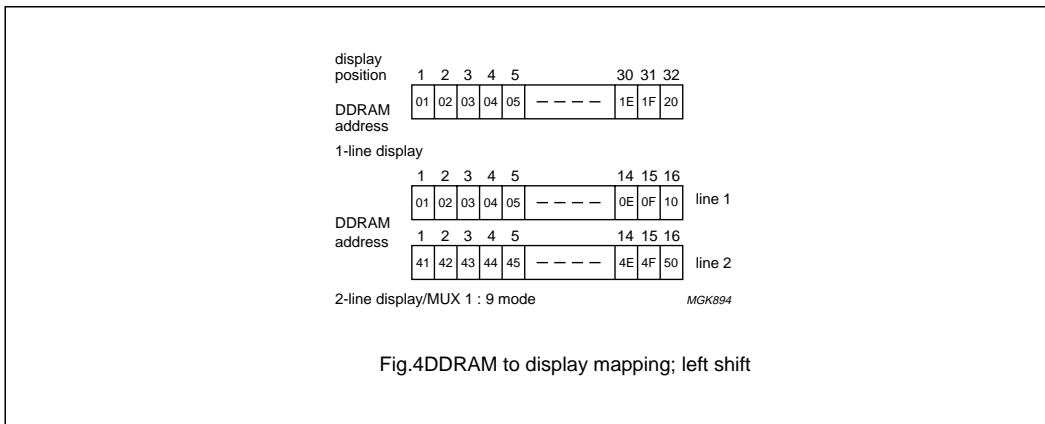 display
position 1 2 3 4 5 30 31 32
01 02 03 04 05 – – – – 1E 1F 20
DDRAM
address
1-line display
1 2 3 4 5 14 15 16
01 02 03 04 05 – – – – 0E 0F 10 line 1
DDRAM
address
1 2 3 4 5 14 15 16
41 42 43 44 45 – – – – 4E 4F 50 line 2
2-line display/MUX 1 : 9 mode MGK894
Fig.4DDRAM to display mapping; left shift